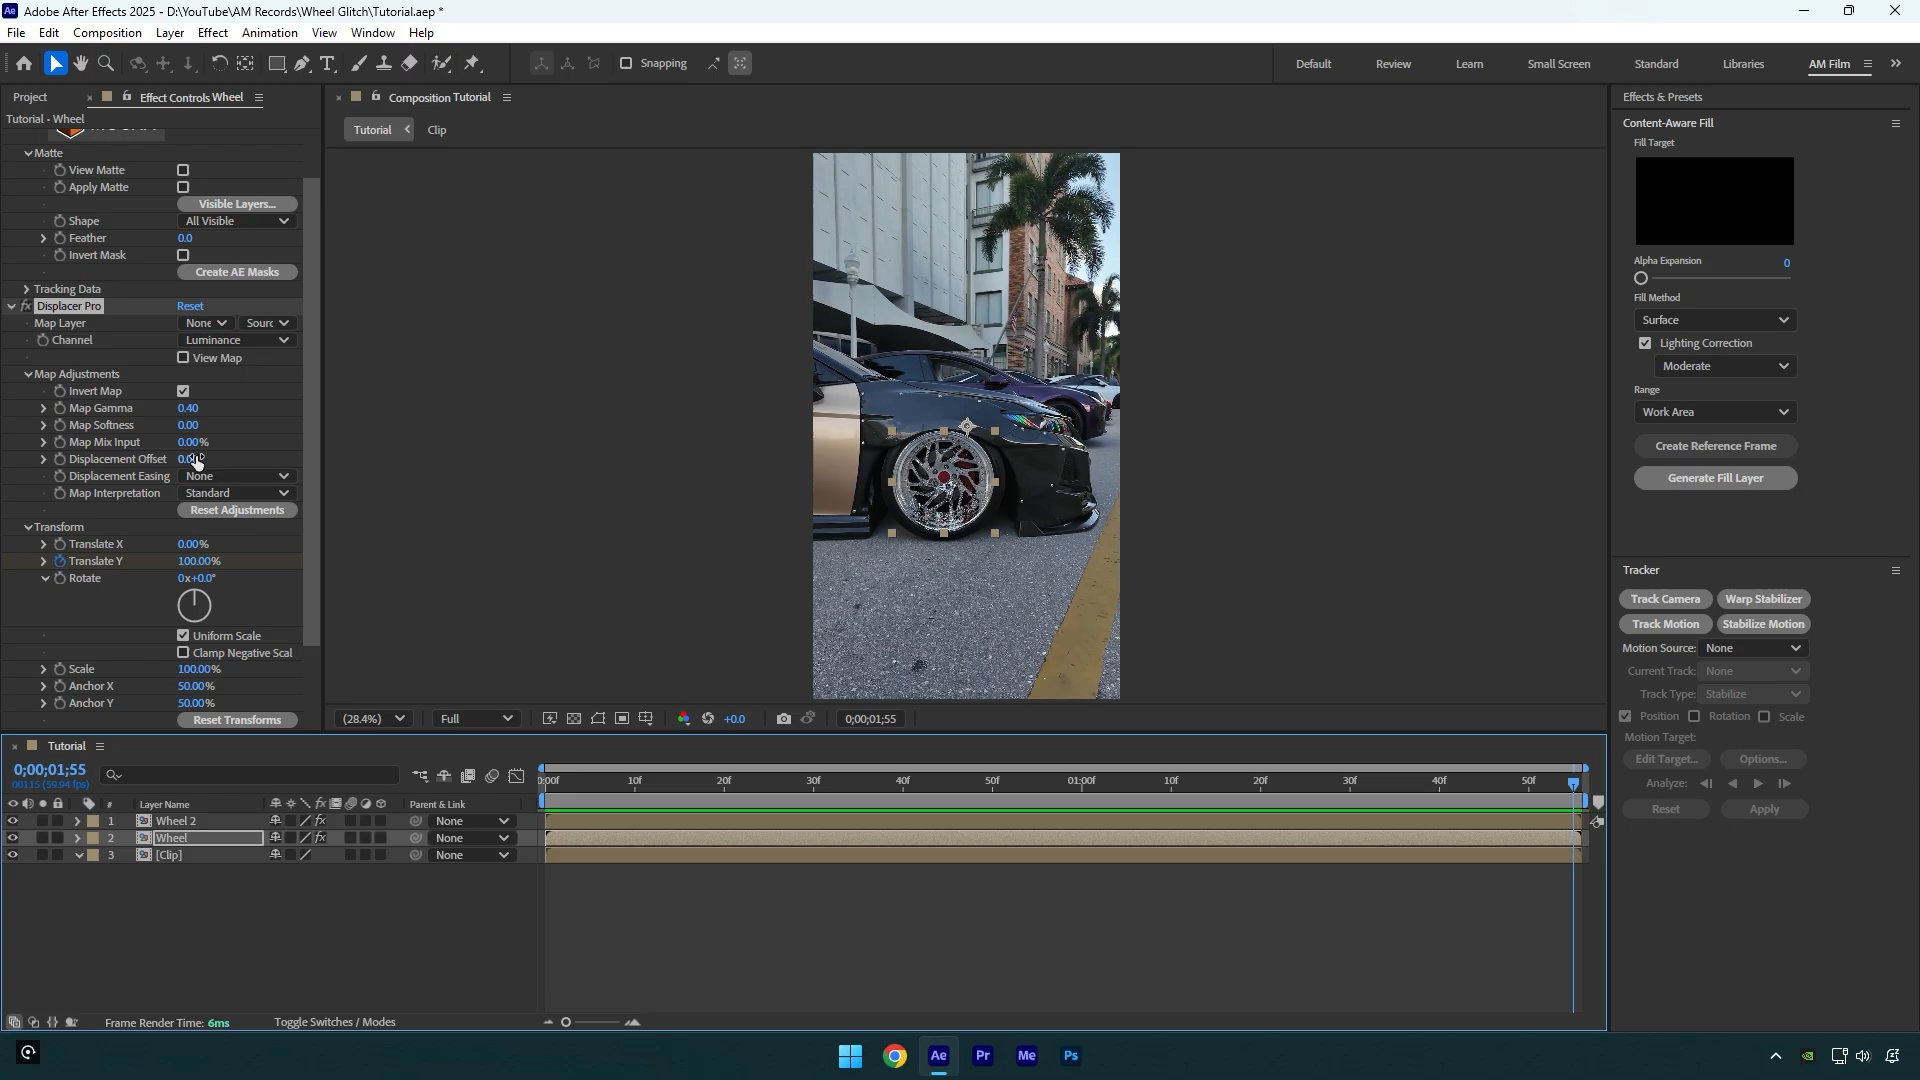 Adobe After Effects 2025 - D:\YouTube\AM Records\Wheel Glitch\Tutorial.aep *
File Edit Composition Layer Effect Animation View Window Help
Snapping
Default Review Learn Small Screen Standard Libraries AM Film
Project Effect Controls Wheel
Tutorial • Wheel
Matte
View Matte
Apply Matte
Visible Layers...
Shape All Visible
Feather 0.0
Invert Mask
Create AE Masks
Tracking Data
fx Displacer Pro Reset
Map Layer None Sourc
Channel Luminance
View Map
Map Adjustments
Invert Map
Map Gamma 0.40
Map Softness 0.00
Map Mix Input 0.00%
Displacement Offset
Displacement Easing None
Map Interpretation Standard
Reset Adjustments
Transform
Translate X 0.00%
Translate Y 100.00%
Rotate 0x+0.0°
Uniform Scale
Clamp Negative Scal
Scale 100.00%
Anchor X 50.00%
Anchor Y 50.00%
Reset Transforms
Composition Tutorial
Tutorial Clip
(28.4%) Full +0.0 0;00;01;55
Effects & Presets
Content-Aware Fill
Fill Target
Alpha Expansion 0
Fill Method
Surface
Lighting Correction
Moderate
Range
Work Area
Create Reference Frame
Generate Fill Layer
Tracker
Track Camera Warp Stabilizer
Track Motion Stabilize Motion
Motion Source: None
Current Track: None
Track Type: Stabilize
Position Rotation Scale
Motion Target:
Edit Target... Options...
Analyze:
Reset Apply
Tutorial
0;00;01;55
00115 (59.94 fps)
0:00f 10f 20f 30f 40f 50f 01:00f 10f 20f 30f 40f 50f
# Layer Name Parent & Link
1 Wheel 2 None
2 Wheel None
3 [Clip] None
Frame Render Time: 6ms Toggle Switches / Modes
Ae Pr Me Ps